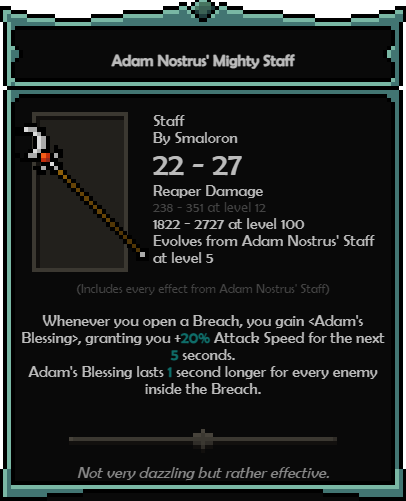 Adam Nostrus' Mighty Staff
Staff
By Smaloron
22 - 27
Reaper Damage
238 - 351 at level 12
1822 - 2727 at level 100
Evolves from Adam Nostrus' Staff
at level 5
(Includes every effect from Adam Nostrus' Staff)
Whenever you open a Breach, you gain <Adam's
Blessing>, granting you +20% Attack Speed for the next
5 seconds.
Adam's Blessing lasts 1 second longer for every enemy
inside the Breach.
Not very dazzling but rather effective.